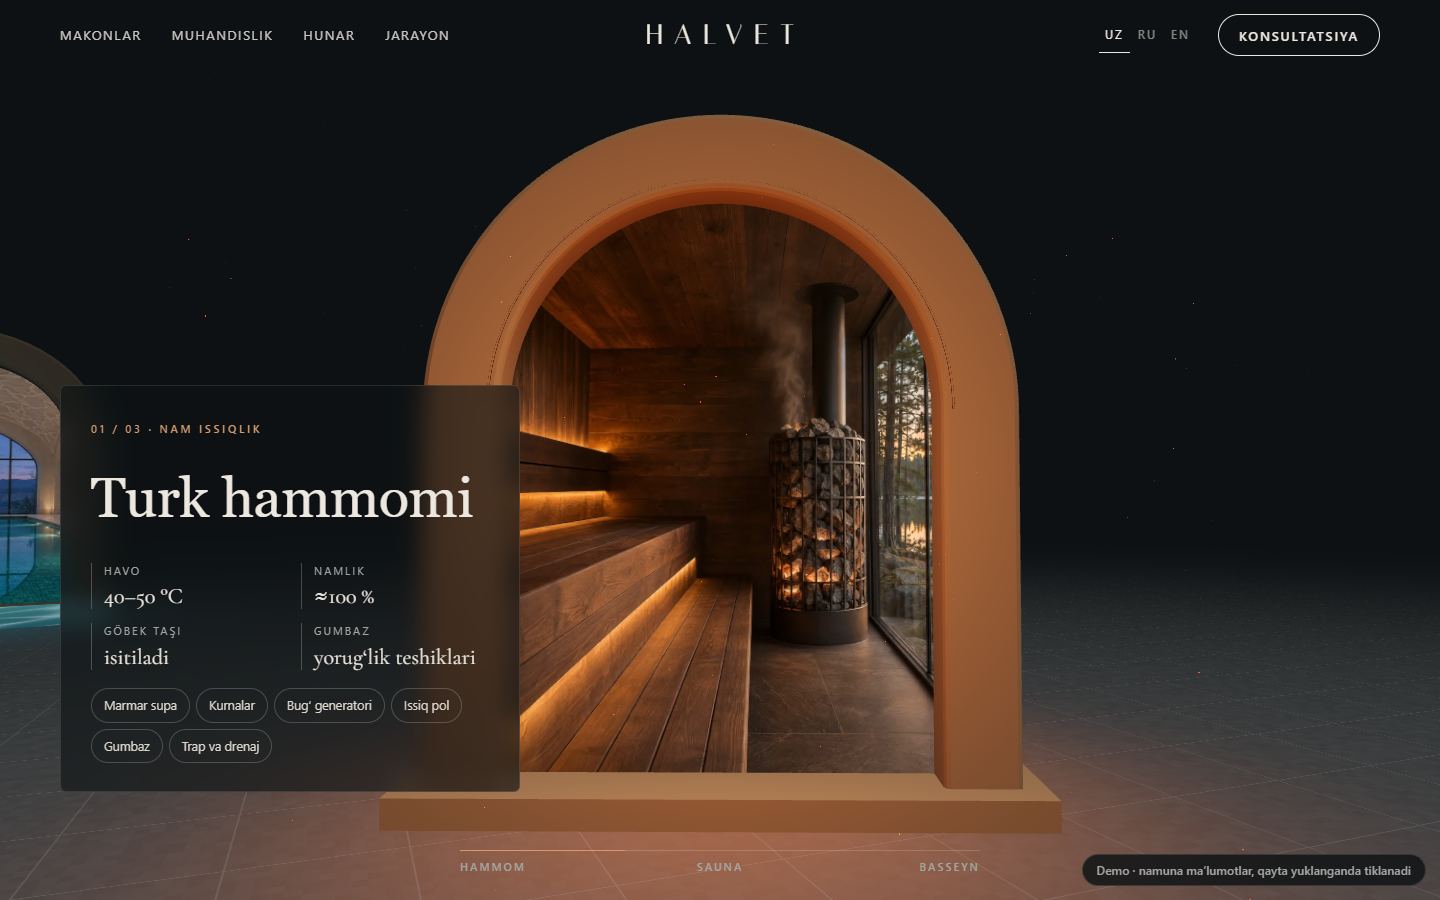 MAKONLAR MUHANDISLIK HUNAR JARAYON HALVET UZ RU EN KONSULTATSIYA
01 / 03 · NAM ISSIQLIK
Turk hammomi
HAVO NAMLIK
40–50 °C ≈100 %
GÖBEK TAŞI GUMBAZ
isitiladi yorugʻlik teshiklari
Marmar supa Kurnalar Bugʻ generatori Issiq pol
Gumbaz Trap va drenaj
HAMMOM SAUNA BASSEYN
Demo · namuna maʼlumotlar, qayta yuklanganda tiklanadi